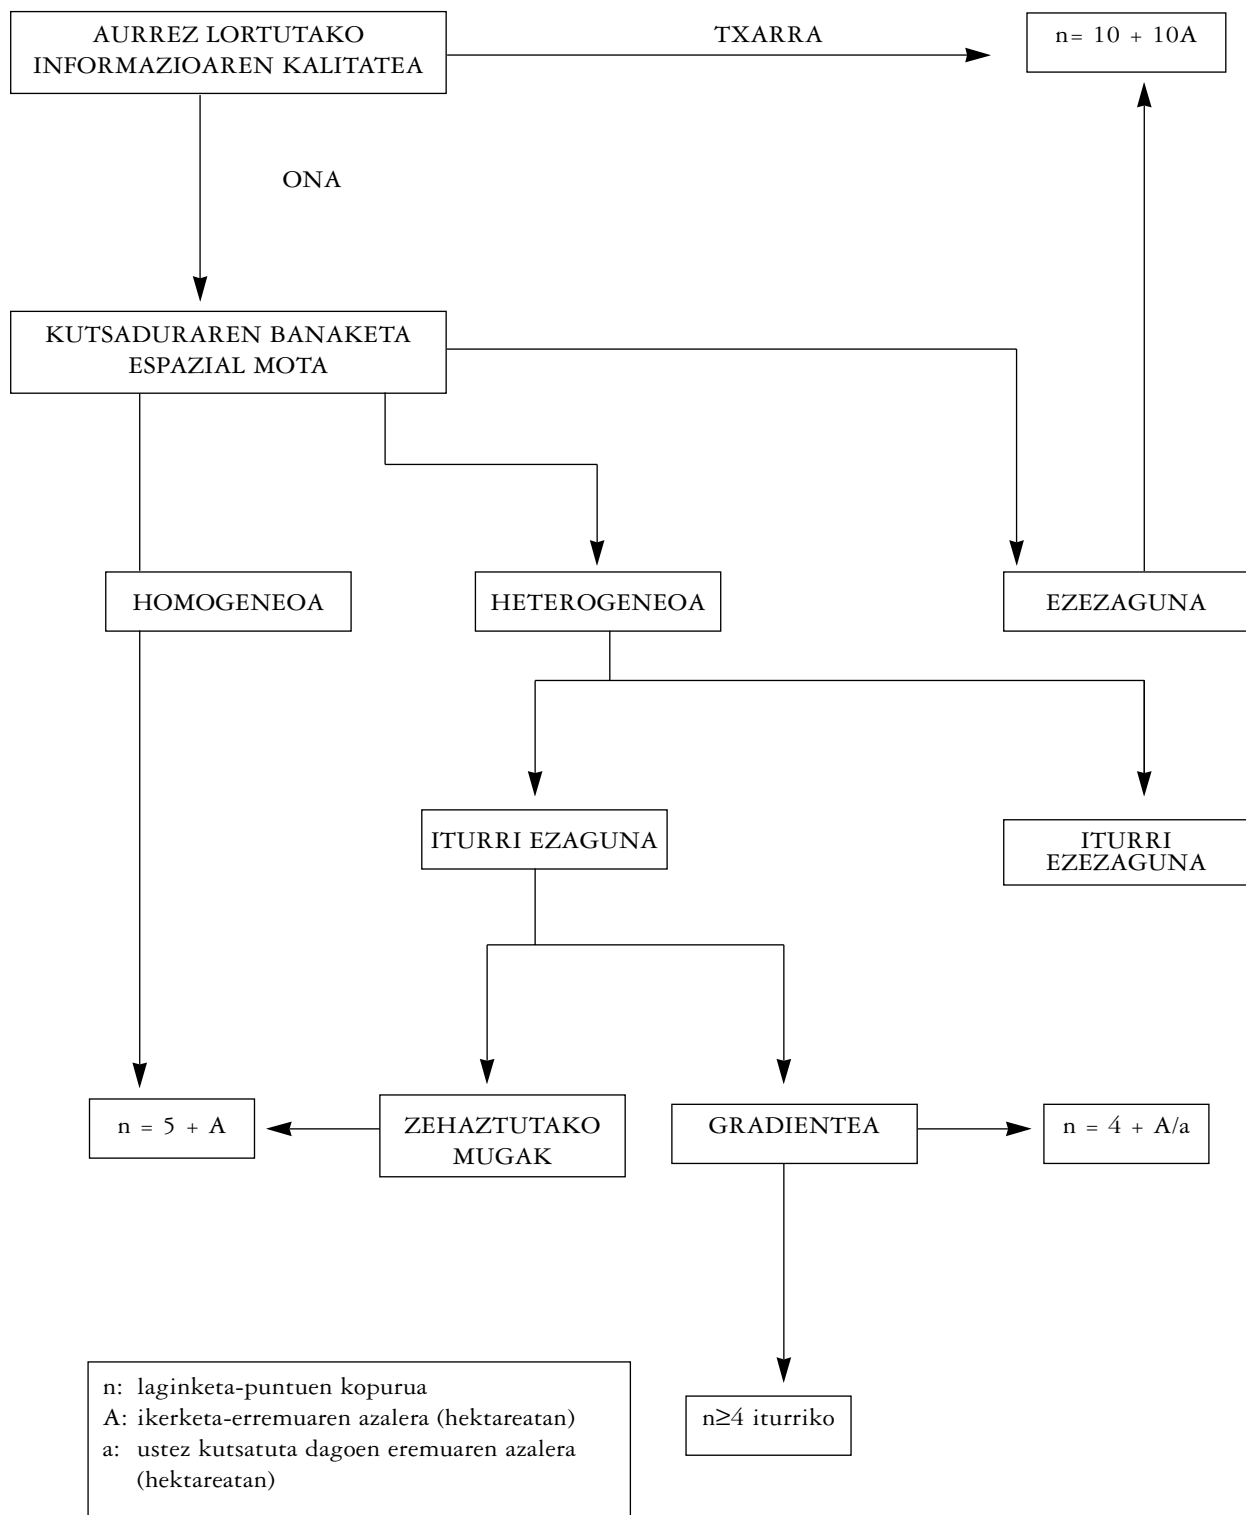 AURREZ LORTUTAKO
INFORMAZIOAREN KALITATEA
TXARRA
n= 10 + 10A
ONA
KUTSADURAREN BANAKETA
ESPAZIAL MOTA
HOMOGENEOA
HETEROGENEOA
EZEZAGUNA
ITURRI EZAGUNA
ITURRI
EZEZAGUNA
n = 5 + A
ZEHAZTUTAKO
MUGAK
GRADIENTEA
n = 4 + A/a
n≥4 iturriko
n: laginketa-puntuen kopurua
A: ikerketa-erremuaren azalera (hektareatan)
a: ustez kutsatuta dagoen eremuaren azalera
(hektareatan)